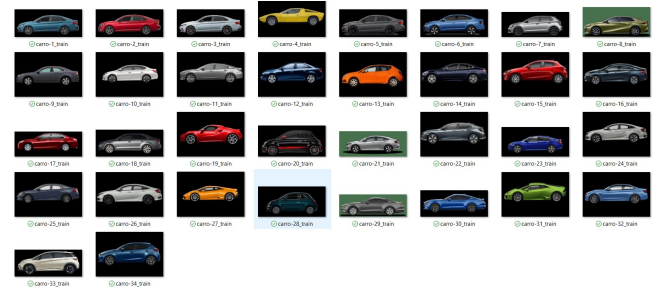 carro-1_train
carro-2_train
carro-3_train
carro-4_train
carro-5_train
carro-6_train
carro-7_train
carro-8_train
carro-9_train
carro-10_train
carro-11_train
carro-12_train
carro-13_train
carro-14_train
carro-15_train
carro-16_train
carro-17_train
carro-18_train
carro-19_train
carro-20_train
carro-21_train
carro-22_train
carro-23_train
carro-24_train
carro-25_train
carro-26_train
carro-27_train
carro-28_train
carro-29_train
carro-30_train
carro-31_train
carro-32_train
carro-33_train
carro-34_train